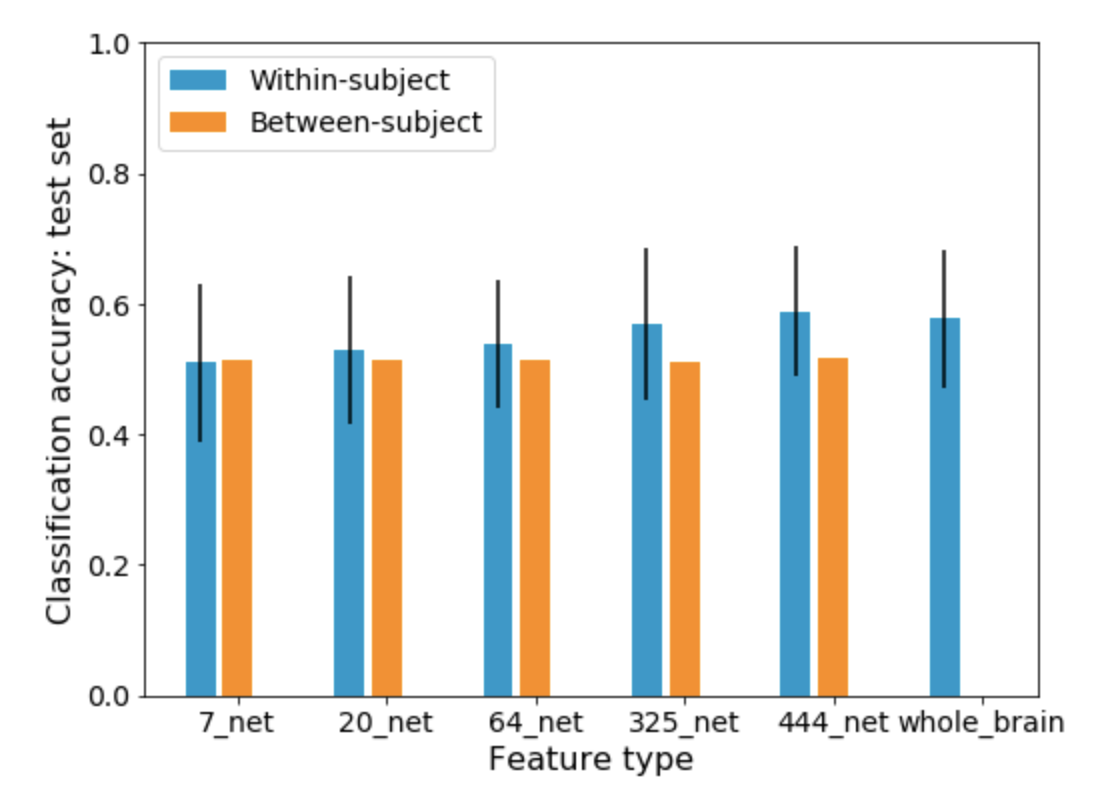 Classification accuracy: test set
1.0
0.8
0.6
0.4
0.2
0.0
Within-subject
Between-subject
7_net 20_net 64_net 325_net 444_net whole_brain
Feature type